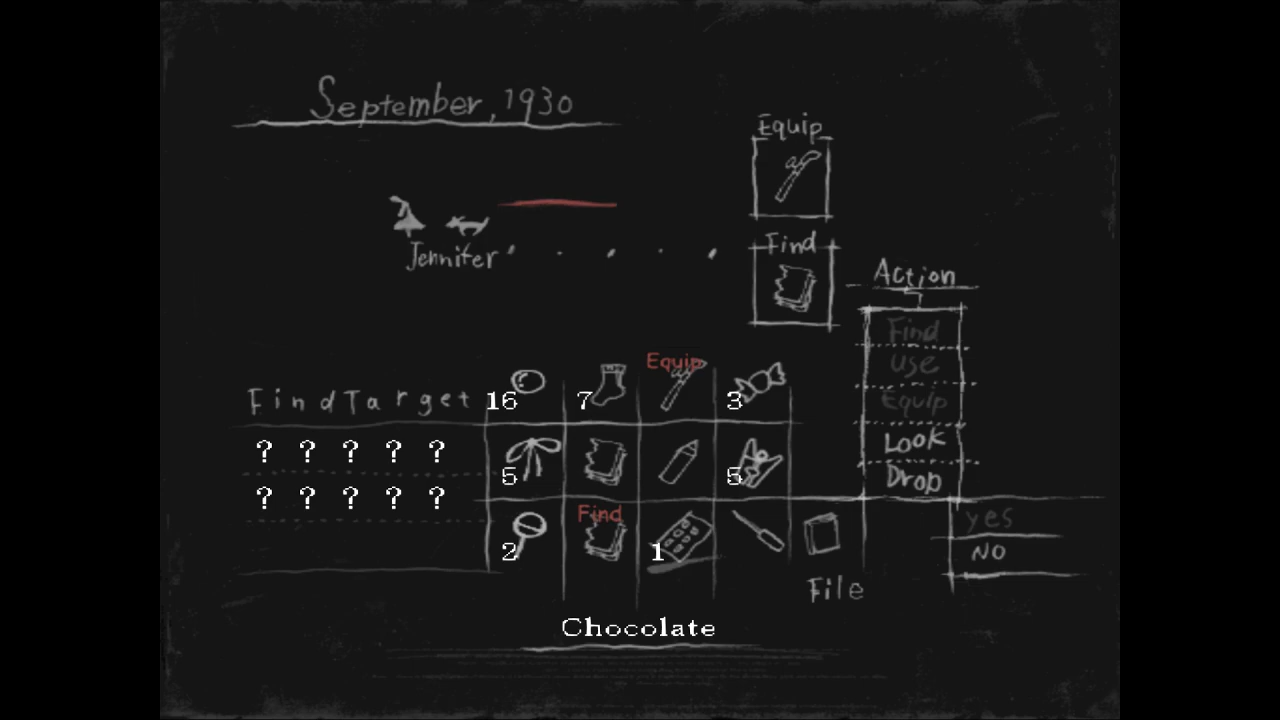 September, 1930
Equip
Jennifer
Find
Action
Find
Use
Equip
Look
Drop
Equip
FindTarget
16
7
3
? ? ? ? ?
5
5
? ? ? ? ?
Find
2
1
Yes
NO
File
Chocolate